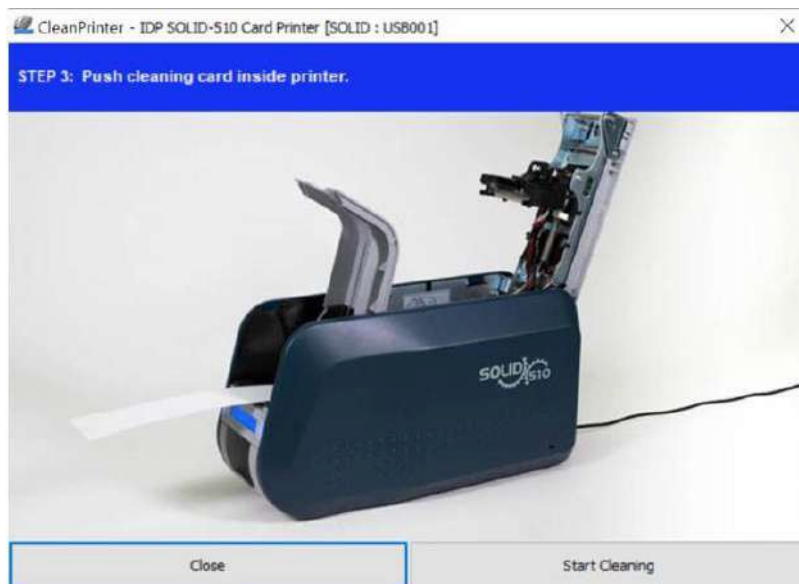 CleanPrinter - IDP SOLID-510 Card Printer [SOLID : USB001]
STEP 3: Push cleaning card inside printer.
SOLID 510
Close
Start Cleaning